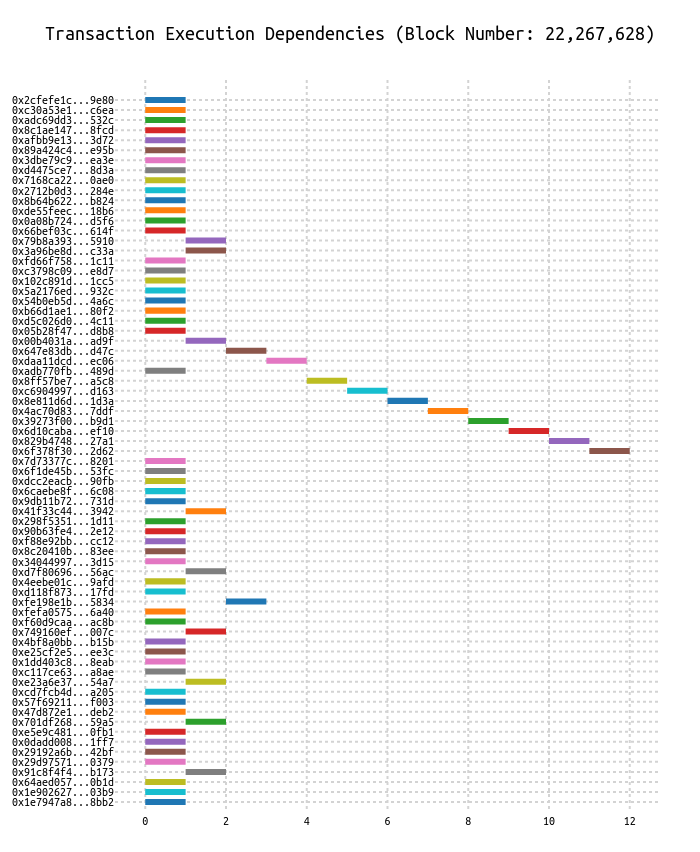 Transaction Execution Dependencies (Block Number: 22,267,628)
0x2cfefe1c...9e80
0xc30a53e1...c6ea
0xadc69dd3...532c
0x8c1ae147...8fcd
0xafbb9e13...3d72
0x89a424c4...e95b
0x3dbe79c9...ea3e
0xd4475ce7...8d3a
0x7168ca22...0ae0
0x2712b0d3...284e
0x8b64b622...b824
0xde55feec...18b6
0x0a08b724...d5f6
0x66bef03c...614f
0x79b8a393...5910
0x3a96be8d...c33a
0xfd66f758...1c11
0xc3798c09...e8d7
0x102c891d...1cc5
0x5a2176ed...932c
0x54b0eb5d...4a6c
0xb66d1ae1...80f2
0xd5c026d0...4c11
0x05b28f47...d8b8
0x00b4031a...ad9f
0x647e83db...d47c
0xdaa11dcd...ec06
0xadb770fb...489d
0x8ff57be7...a5c8
0xc6904997...d163
0x8e811d6d...1d3a
0x4ac70d83...7ddf
0x39273f00...b9d1
0x6d10caba...ef10
0x829b4748...27a1
0x6f378f30...2d62
0x7d73377c...8201
0x6f1de45b...53fc
0xdcc2eacb...90fb
0x6caebe8f...6c08
0x9db11b72...731d
0x41f33c44...3942
0x298f5351...1d11
0x90b63fe4...2e12
0xf88e92bb...cc12
0x8c20410b...83ee
0x34044997...3d15
0xd7f80696...56ac
0x4eebe01c...9afd
0xd118f873...17fd
0xfe198e1b...5834
0xfefa0575...6a40
0xf60d9caa...ac8b
0x749160ef...007c
0x4bf8a0bb...b15b
0xe25cf2e5...ee3c
0x1dd403c8...8eab
0xc117ce63...a8ae
0xe23a6e37...54a7
0xcd7fcb4d...a205
0x57f69211...f003
0x47d872e1...deb2
0x701df268...59a5
0xe5e9c481...0fb1
0x0dadd008...1ff7
0x29192a6b...42bf
0x29d97571...0379
0x91c8f4f4...b173
0x64aed057...0b1d
0x1e902627...03b9
0x1e7947a8...8bb2
0 2 4 6 8 10 12